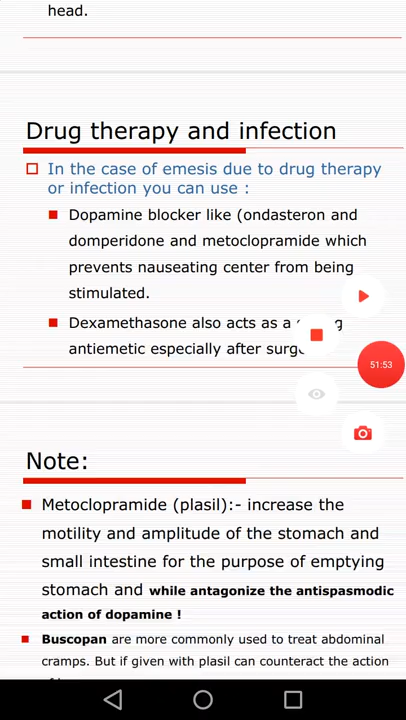 head.
Drug therapy and infection
In the case of emesis due to drug therapy
or infection you can use :
Dopamine blocker like (ondasteron and
domperidone and metoclopramide which
prevents nauseating center from being
stimulated.
Dexamethasone also acts as a
antiemetic especially after
51:53
Note:
Metoclopramide (plasil):- increase the
motility and amplitude of the stomach and
small intestine for the purpose of emptying
stomach and while antagonize the antispasmodic
action of dopamine !
Buscopan are more commonly used to treat abdominal
cramps. But if given with plasil can counteract the action